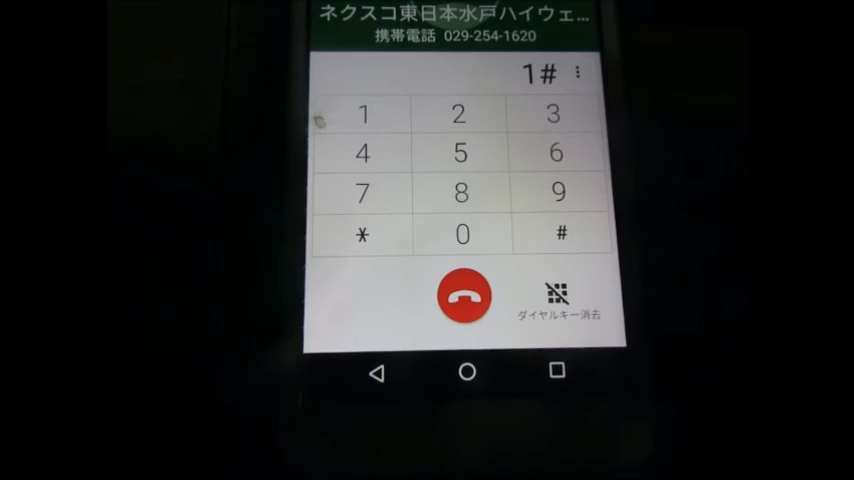 ネクスコ東日本水戸ハイウェ...
携帯電話 029-254-1620
1#
1 2 3
4 5 6
7 8 9
* 0 #
ダイヤルキー消去